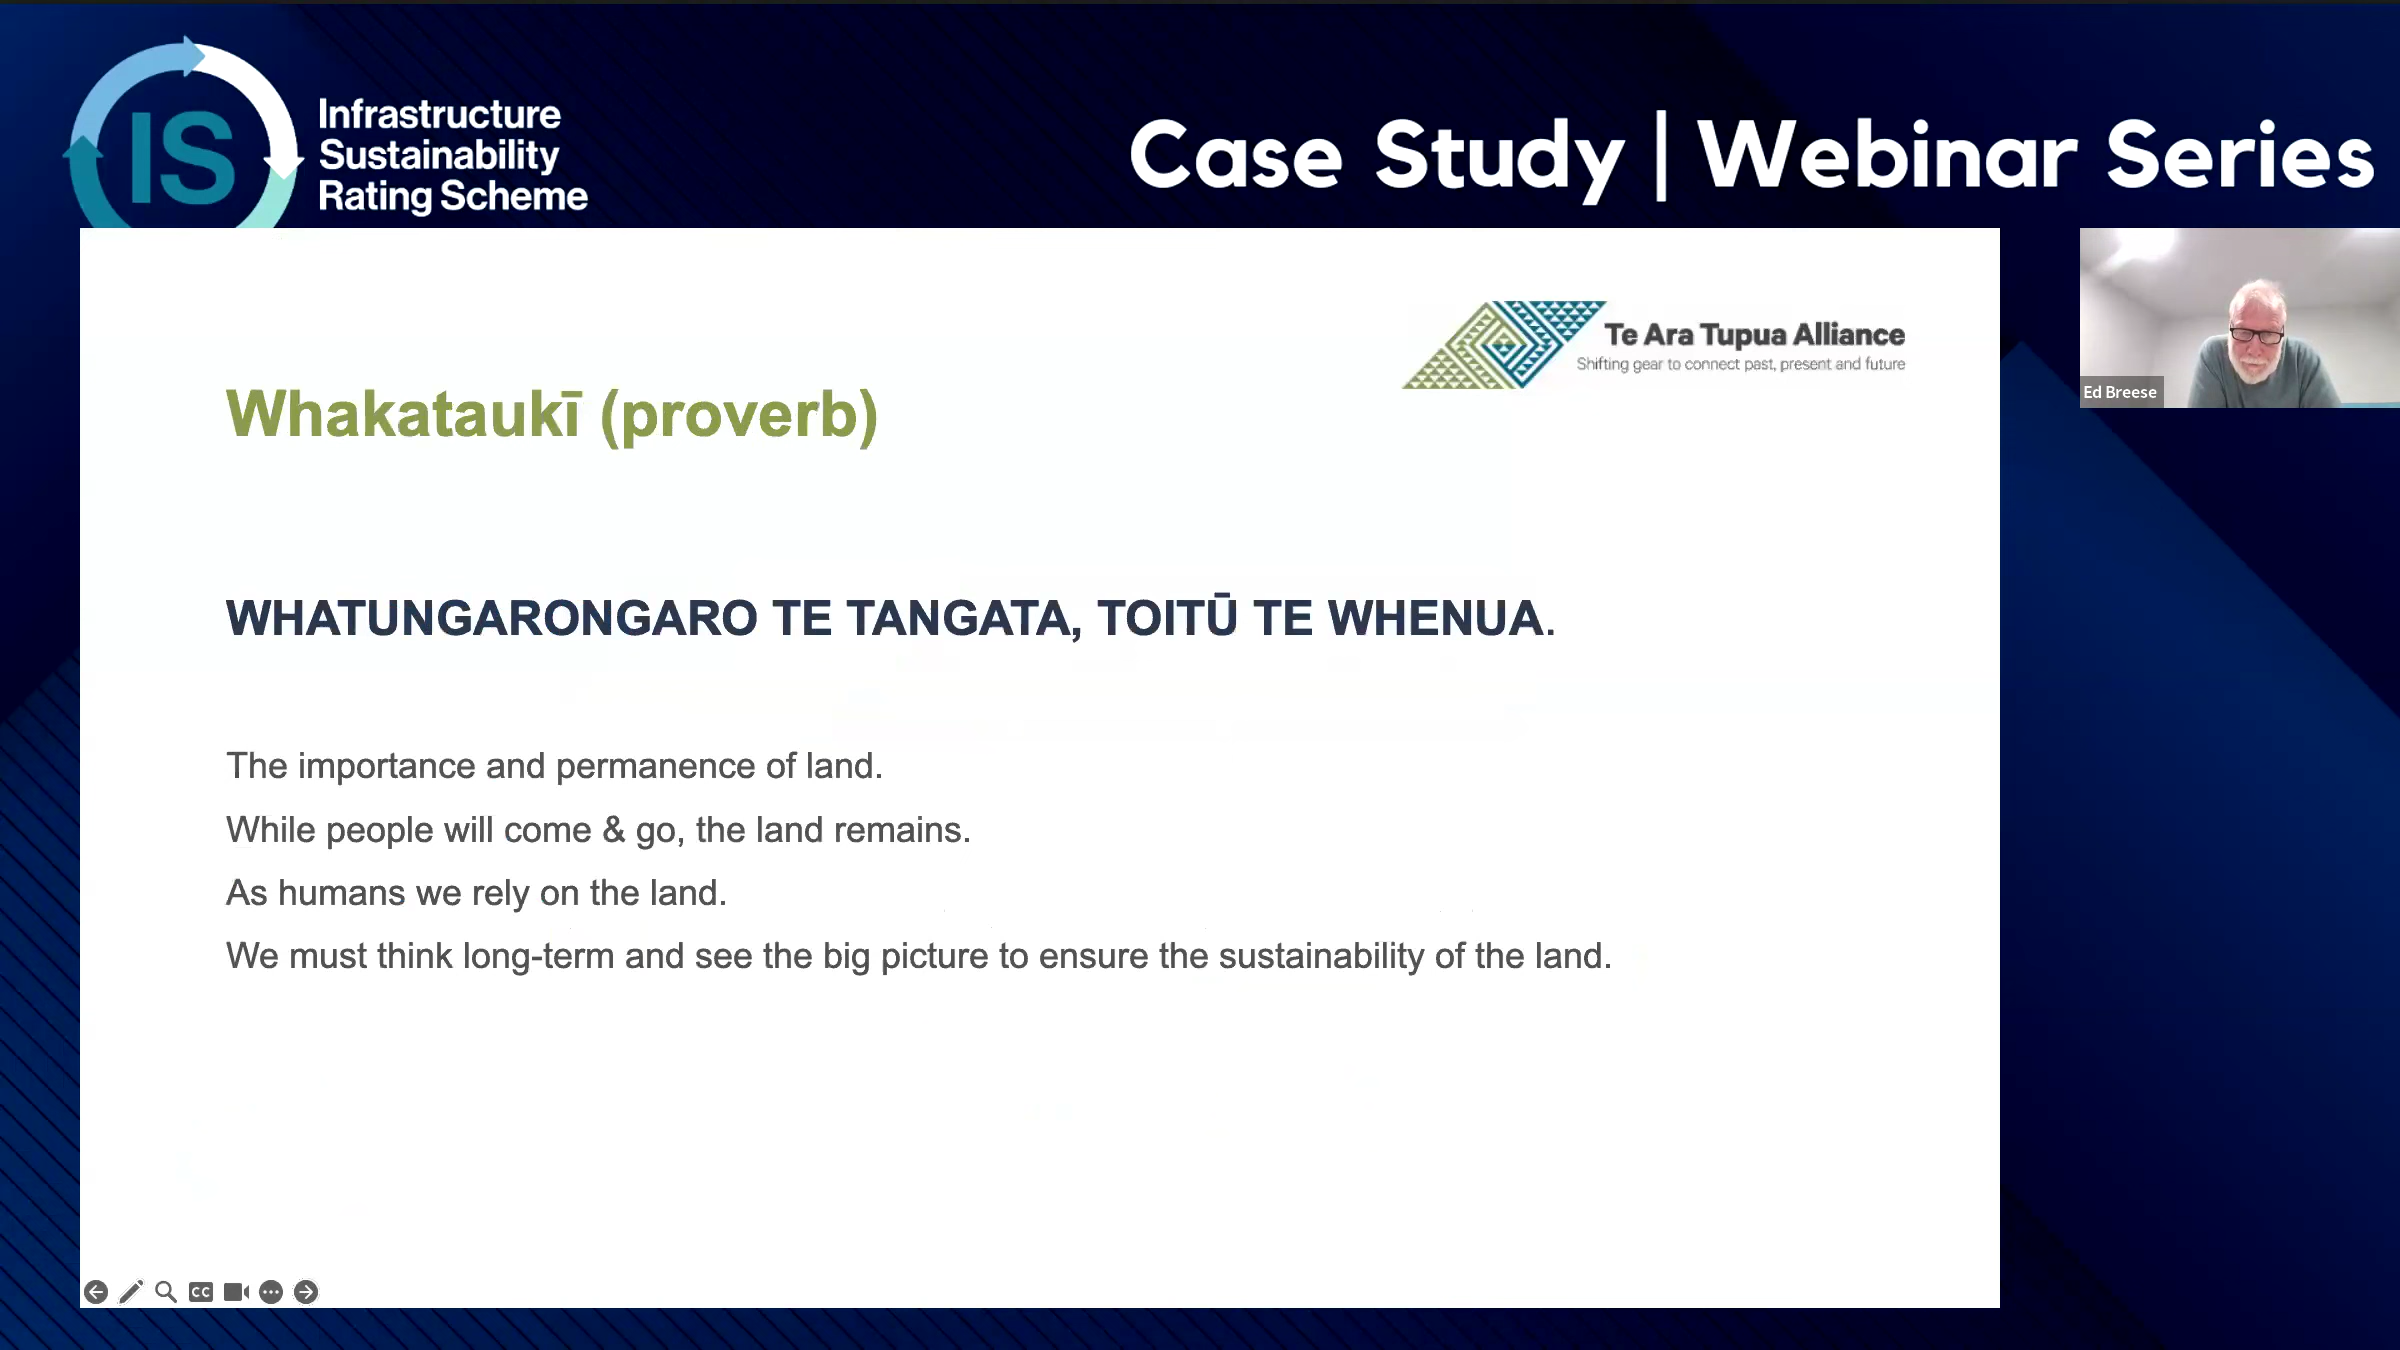 IS
Infrastructure
Sustainability
Rating Scheme
Case Study | Webinar Series
Te Ara Tupua Alliance
Shifting gear to connect past, present and future
Ed Breese
Whakataukī (proverb)
WHATUNGARONGARO TE TANGATA, TOITŪ TE WHENUA.
The importance and permanence of land.
While people will come & go, the land remains.
As humans we rely on the land.
We must think long-term and see the big picture to ensure the sustainability of the land.
CC